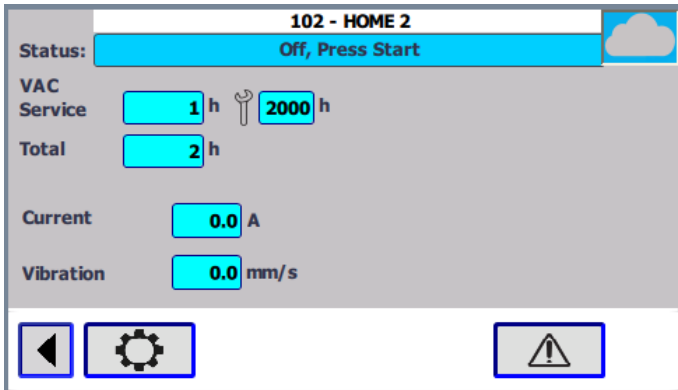 102 - HOME 2
Status: Off, Press Start
VAC
Service 1 h 2000 h
Total 2 h
Current 0.0 A
Vibration 0.0 mm/s